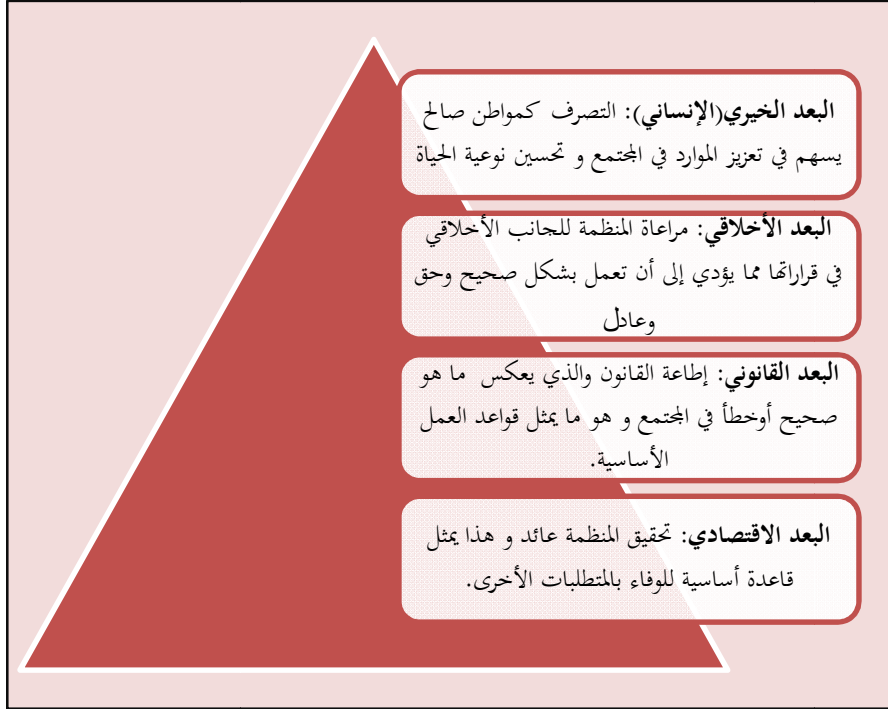 البعد الخيري(الإنساني): التصرف كمواطن صالح
يسهم في تعزيز الموارد في المجتمع و تحسين نوعية الحياة
البعد الأخلاقي: مراعاة المنظمة للجانب الأخلاقي
في قراراتها مما يؤدي إلى أن تعمل بشكل صحيح وحق
وعادل
البعد القانوني: إطاعة القانون والذي يعكس ما هو
صحيح أوخطأ في المجتمع و هو ما يمثل قواعد العمل
الأساسية.
البعد الاقتصادي: تحقيق المنظمة عائد و هذا يمثل
قاعدة أساسية للوفاء بالمتطلبات الأخرى.